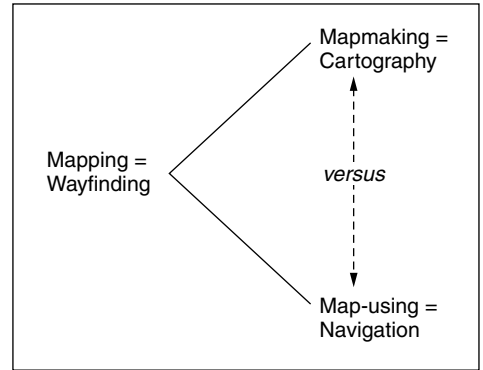 Mapmaking =
Cartography
Mapping =
Wayfinding
versus
Map-using =
Navigation